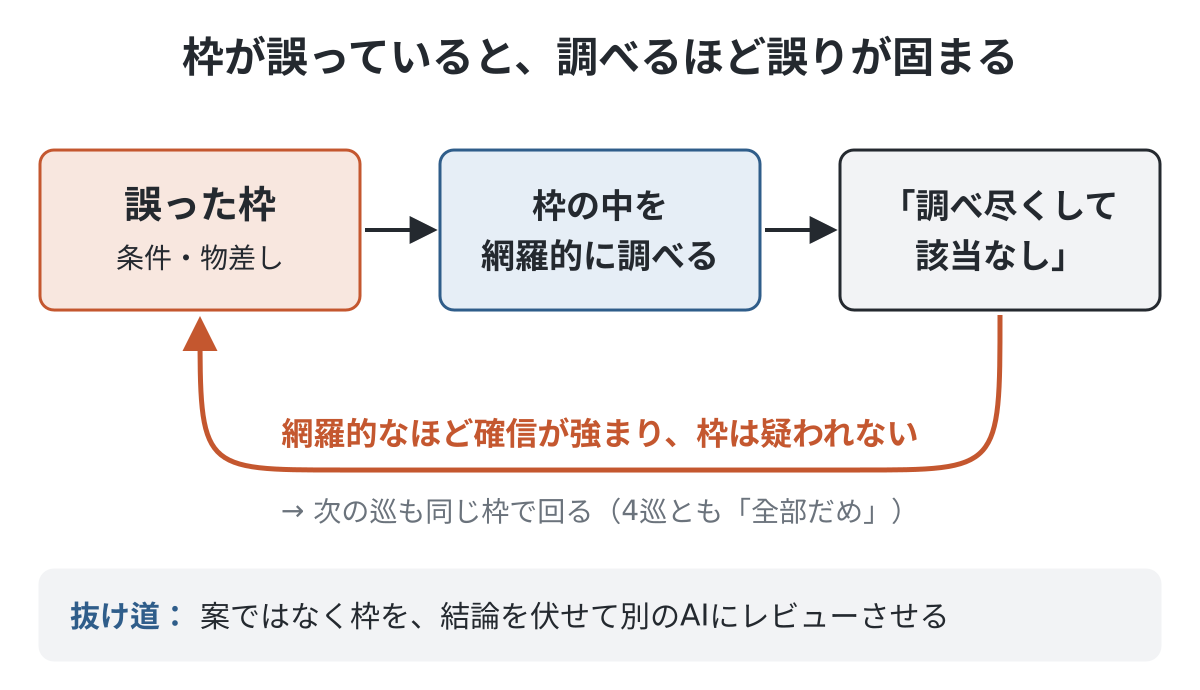 枠が誤っていると、調べるほど誤りが固まる
誤った枠
条件・物差し
枠の中を
網羅的に調べる
「調べ尽くして
該当なし」
網羅的なほど確信が強まり、枠は疑われない
→ 次の巡も同じ枠で回る（4巡とも「全部だめ」）
抜け道： 案ではなく枠を、結論を伏せて別のAIにレビューさせる